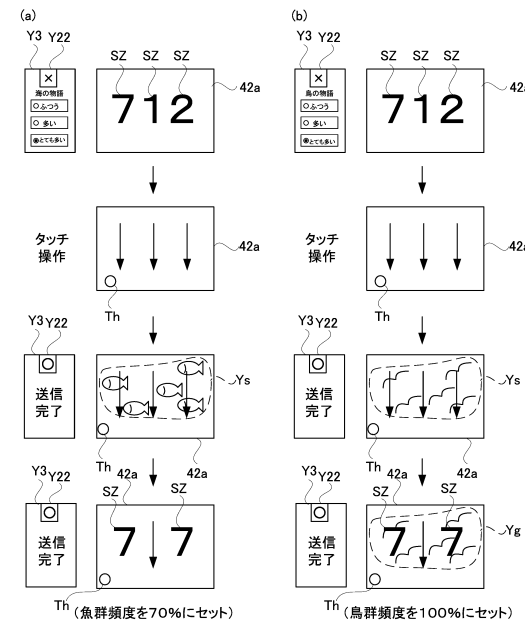 (a)
Y3 Y22
SZ SZ SZ
×
海の物語
ふつう
多い
とても多い
712
42a
タッチ
操作
42a
Th
Y3 Y22
送信
完了
Ys
Th
42a
Y3 Y22
42a
SZ SZ
送信
完了
7 7
Th
(魚群頻度を70%にセット)
(b)
Y3 Y22
SZ SZ SZ
×
鳥の物語
ふつう
多い
とても多い
712
42a
タッチ
操作
42a
Th
Y3 Y22
送信
完了
Ys
Th
42a
Y3 Y22
SZ 42a SZ
送信
完了
7 7
Yg
Th
(鳥群頻度を100%にセット)